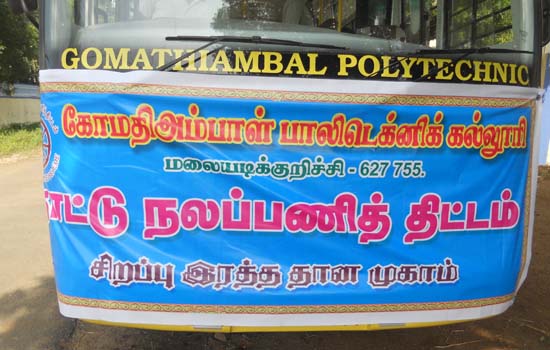 GOMATHIAMBAL POLYTECHNIC
கோமதிஅம்பாள் பாலிடெக்னிக் கல்லூரி
மலையடிக்குறிச்சி - 627 755.
நலப்பணித் திட்டம்
சிறப்பு இரத்த தான முகாம்